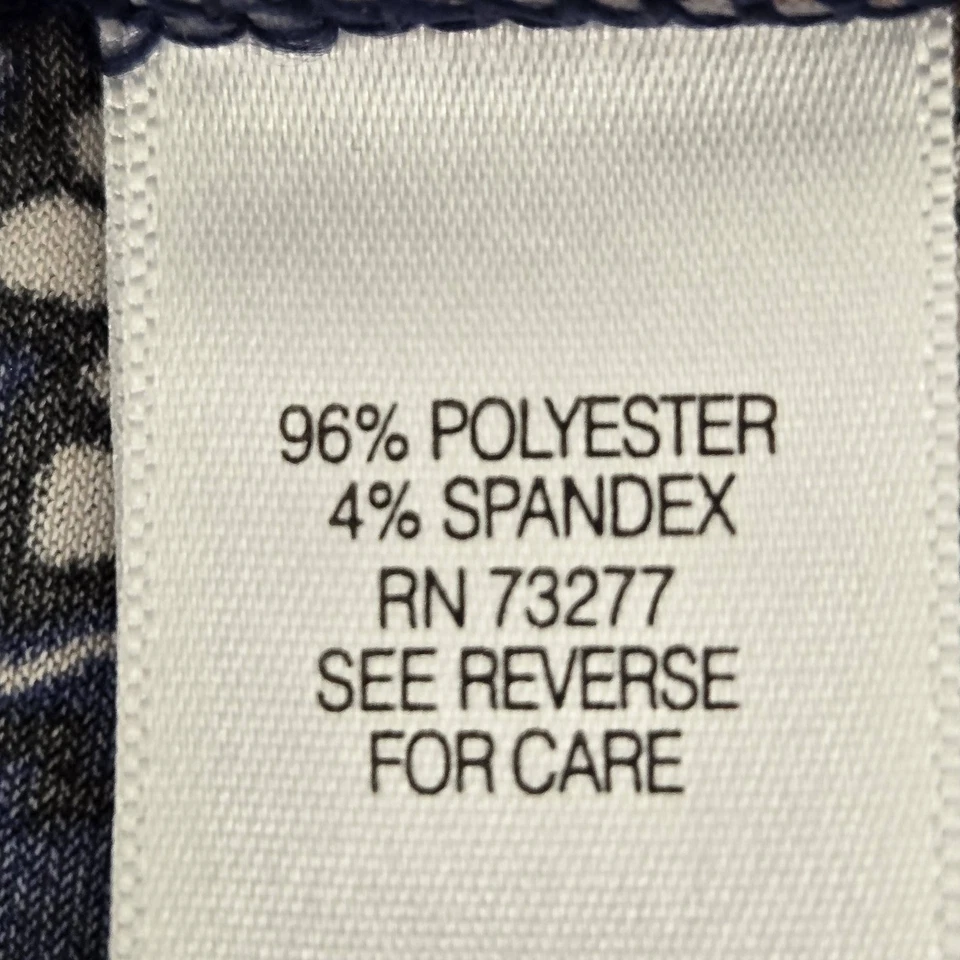 96% POLYESTER
4% SPANDEX
RN 73277
SEE REVERSE
FOR CARE